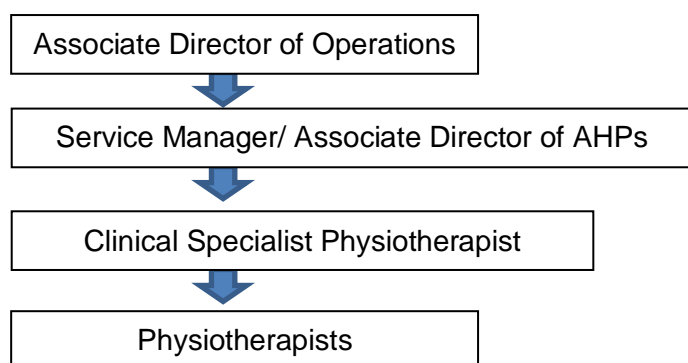 Associate Director of Operations
Service Manager/ Associate Director of AHPs
Clinical Specialist Physiotherapist
Physiotherapists